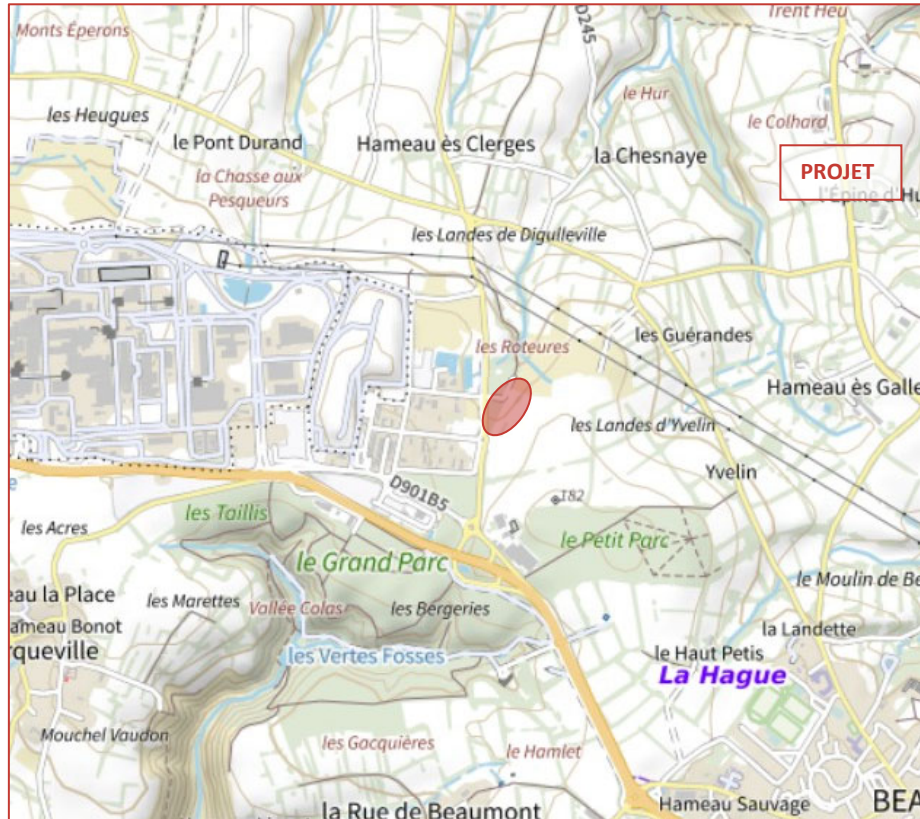 Monts Éperons
D245
Trent Heu
les Heugues
le Hur
le Colhard
le Pont Durand
Hameau ès Clerges
la Chesnaye
PROJET
la Chasse aux
Pesqueurs
l'Épine d'Hu
les Landes de Digulleville
les Guérandes
les Roteures
Hameau ès Galle
les Landes d'Yvelin
Yvelin
D901B5
182
les Taillis
les Acres
le Petit Parc
le Grand Parc
le Moulin de Be
eau la Place
les Marettes
Vallée Colas
les Bergeries
ameau Bonot
la Landette
rqueville
les Vertes Fosses
le Haut Petis
La Hague
Mouchel Vaudon
les Gacquières
le Hamlet
la Rue de Beaumont
Hameau Sauvage
BEA